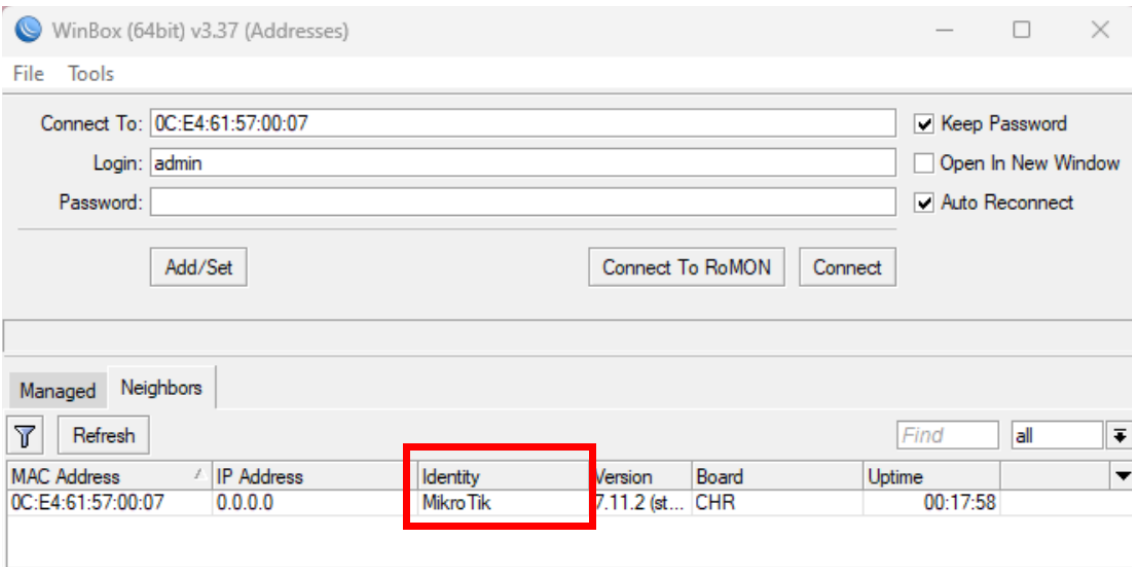 WinBox (64bit) v3.37 (Addresses)
File Tools
Connect To: 0C:E4:61:57:00:07 Keep Password
Login: admin Open In New Window
Password: Auto Reconnect
Add/Set Connect To RoMON Connect
Managed Neighbors
Refresh Find all
MAC Address IP Address Identity Version Board Uptime
0C:E4:61:57:00:07 0.0.0.0 MikroTik 7.11.2 (st... CHR 00:17:58